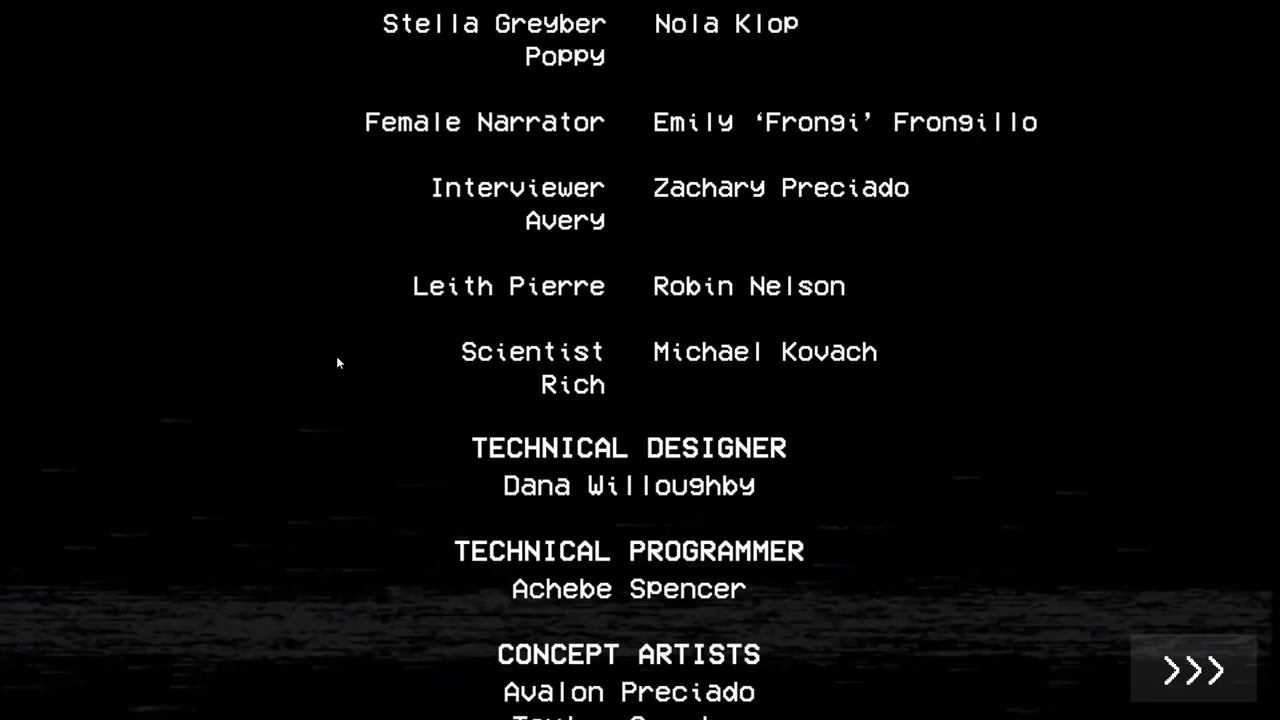 Stella Greyber Nola Klop
Poppy
Female Narrator Emily ‘Frongi’ Frongillo
Interviewer Zachary Preciado
Avery
Leith Pierre Robin Nelson
Scientist Michael Kovach
Rich
TECHNICAL DESIGNER
Dana Willoughby
TECHNICAL PROGRAMMER
Achebe Spencer
CONCEPT ARTISTS
Avalon Preciado
>>>